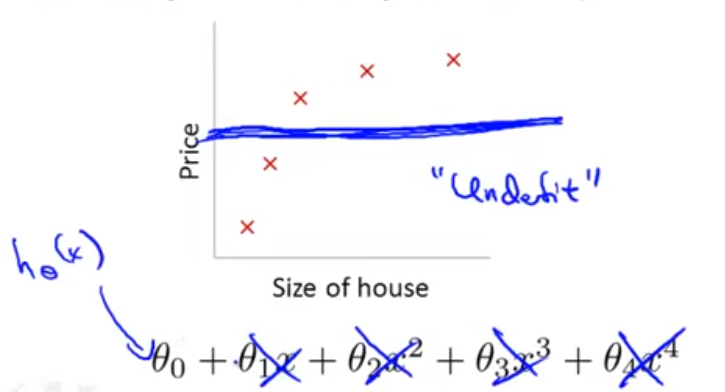 Price
"Underfit"
hθ(x)
Size of house
θ₀ + θ₁x + θ₂x² + θ₃x³ + θ₄x⁴